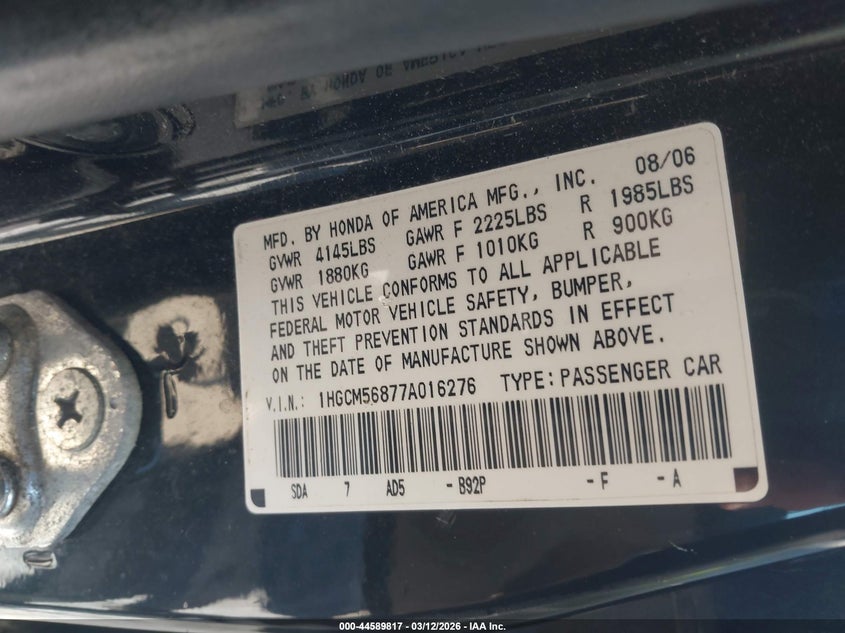 MFD. BY HONDA OF AMERICA MFG., INC. 08/06
GVWR 4145LBS GAWR F 2225LBS R 1985LBS
GVWR 1880KG GAWR F 1010KG R 900KG
THIS VEHICLE CONFORMS TO ALL APPLICABLE
FEDERAL MOTOR VEHICLE SAFETY, BUMPER,
AND THEFT PREVENTION STANDARDS IN EFFECT
ON THE DATE OF MANUFACTURE SHOWN ABOVE.
V.I.N.: 1HGCM56877A016276 TYPE: PASSENGER CAR
SDA 7 AD5 - B92P - F - A
000-44589817 - 03/12/2026 - IAA Inc.